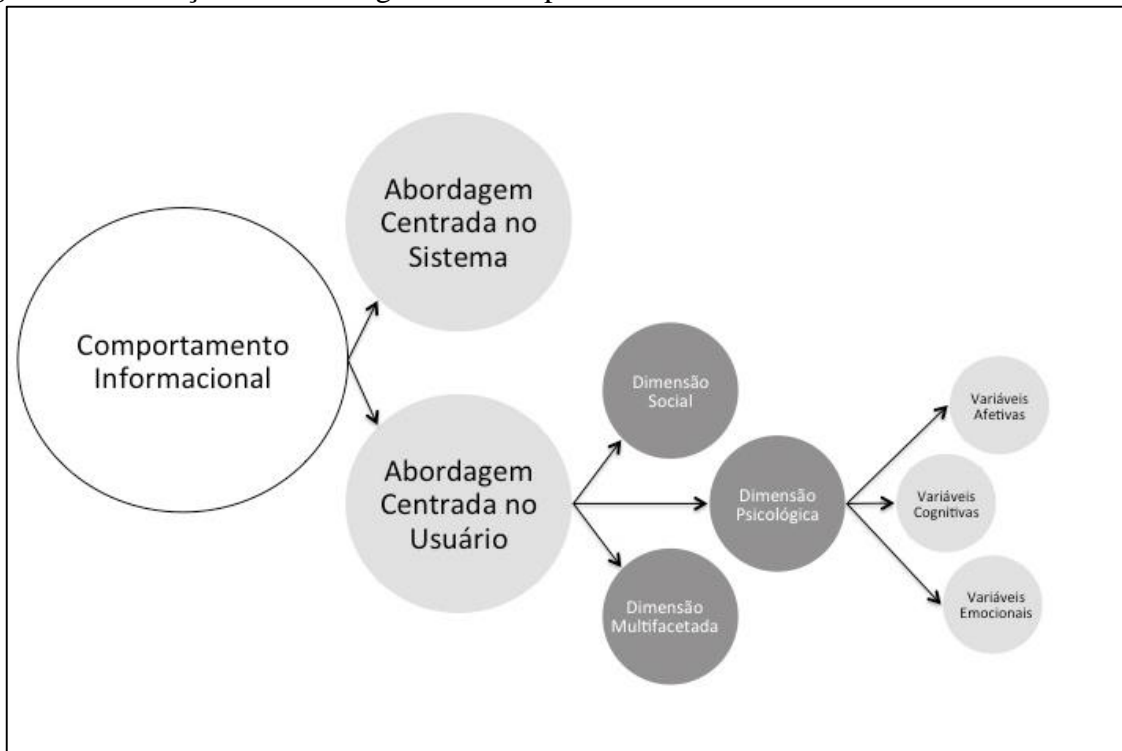 Abordagem
Centrada no
Sistema
Comportamento
Informacional
Dimensão
Social
Variáveis
Afetivas
Abordagem
Centrada no
Usuário
Dimensão
Psicológica
Variáveis
Cognitivas
Dimensão
Multifacetada
Variáveis
Emocionais